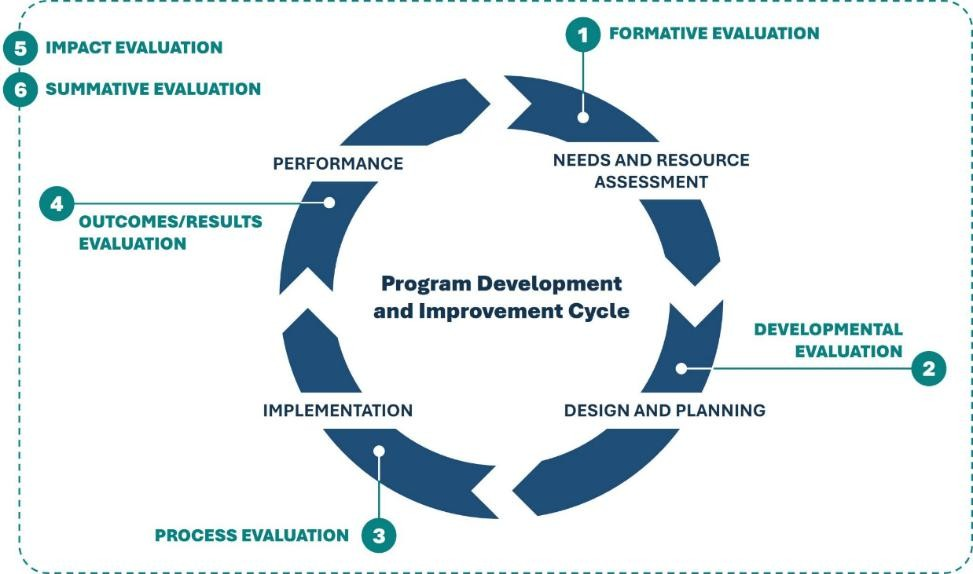 5 IMPACT EVALUATION
6 SUMMATIVE EVALUATION
1 FORMATIVE EVALUATION
PERFORMANCE
NEEDS AND RESOURCE
ASSESSMENT
4
OUTCOMES/RESULTS
EVALUATION
Program Development
and Improvement Cycle
DEVELOPMENTAL
EVALUATION
2
IMPLEMENTATION
DESIGN AND PLANNING
PROCESS EVALUATION 3